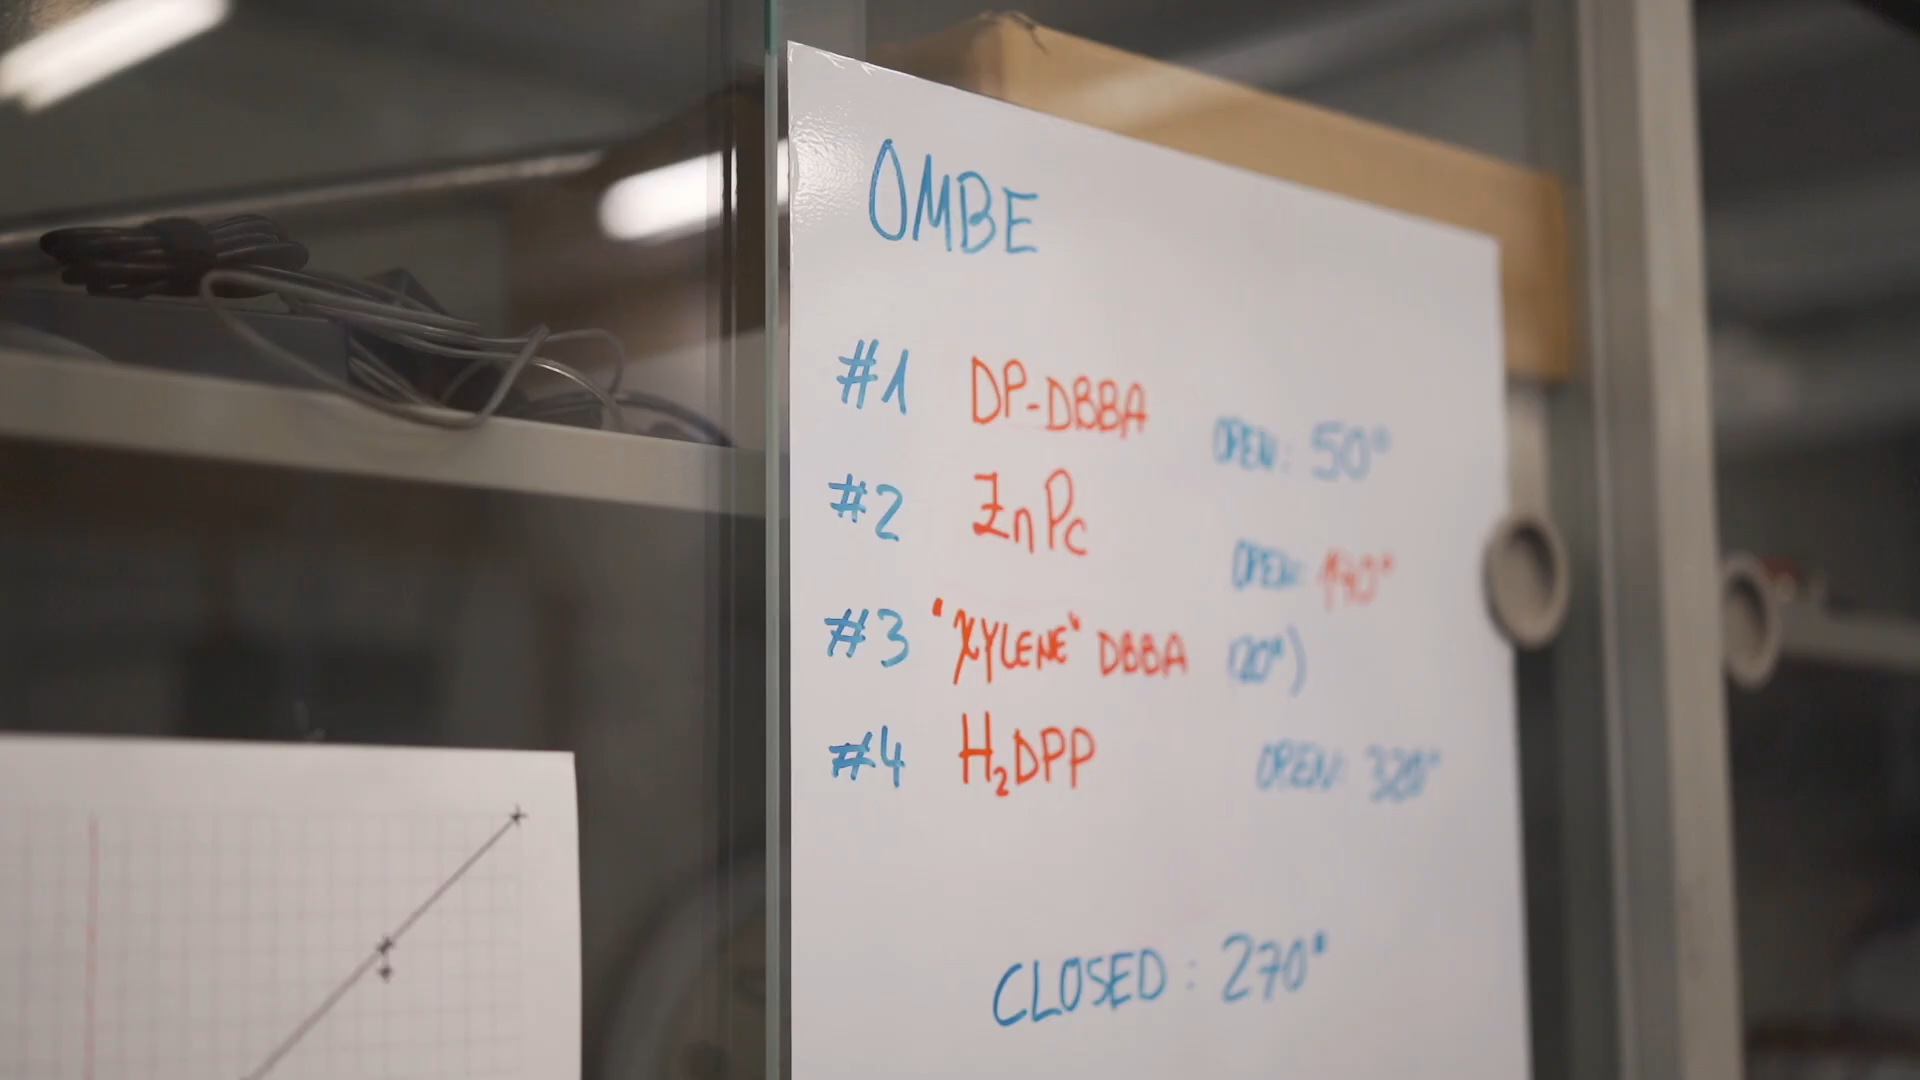 OMBE
#1 DP-DBBA OPEN: 50°
#2 ZnPc OPEN: 140°
#3 "XYLENE" DBBA (20°)
#4 H₂DPP OPEN: 320°
CLOSED: 270°